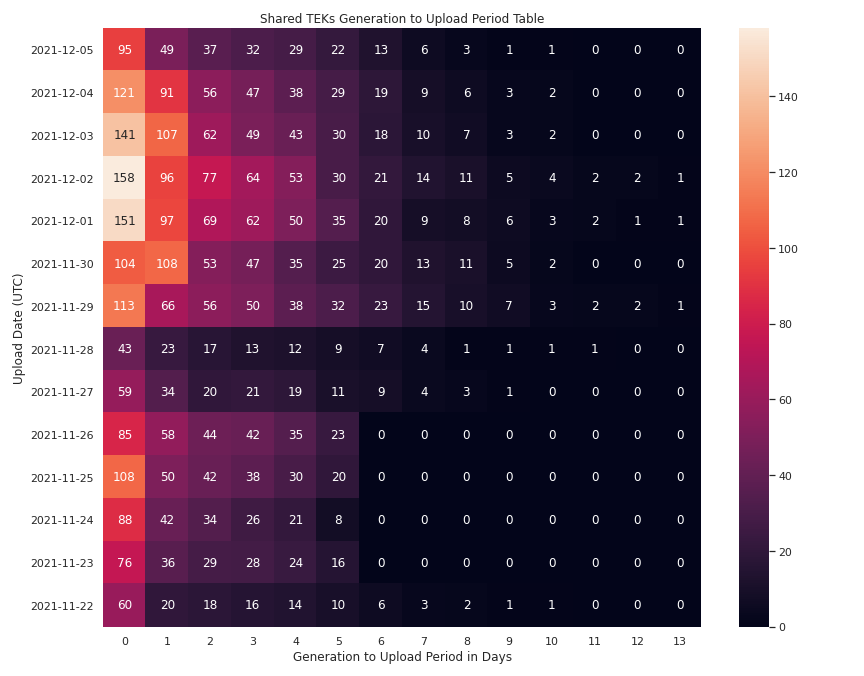 Shared TEKs Generation to Upload Period Table
Upload Date (UTC)
2021-12-05 95 49 37 32 29 22 13 6 3 1 1 0 0 0
2021-12-04 121 91 56 47 38 29 19 9 6 3 2 0 0 0
2021-12-03 141 107 62 49 43 30 18 10 7 3 2 0 0 0
2021-12-02 158 96 77 64 53 30 21 14 11 5 4 2 2 1
2021-12-01 151 97 69 62 50 35 20 9 8 6 3 2 1 1
2021-11-30 104 108 53 47 35 25 20 13 11 5 2 0 0 0
2021-11-29 113 66 56 50 38 32 23 15 10 7 3 2 2 1
2021-11-28 43 23 17 13 12 9 7 4 1 1 1 1 0 0
2021-11-27 59 34 20 21 19 11 9 4 3 1 0 0 0 0
2021-11-26 85 58 44 42 35 23 0 0 0 0 0 0 0 0
2021-11-25 108 50 42 38 30 20 0 0 0 0 0 0 0 0
2021-11-24 88 42 34 26 21 8 0 0 0 0 0 0 0 0
2021-11-23 76 36 29 28 24 16 0 0 0 0 0 0 0 0
2021-11-22 60 20 18 16 14 10 6 3 2 1 1 0 0 0
0 1 2 3 4 5 6 7 8 9 10 11 12 13
Generation to Upload Period in Days
140
120
100
80
60
40
20
0